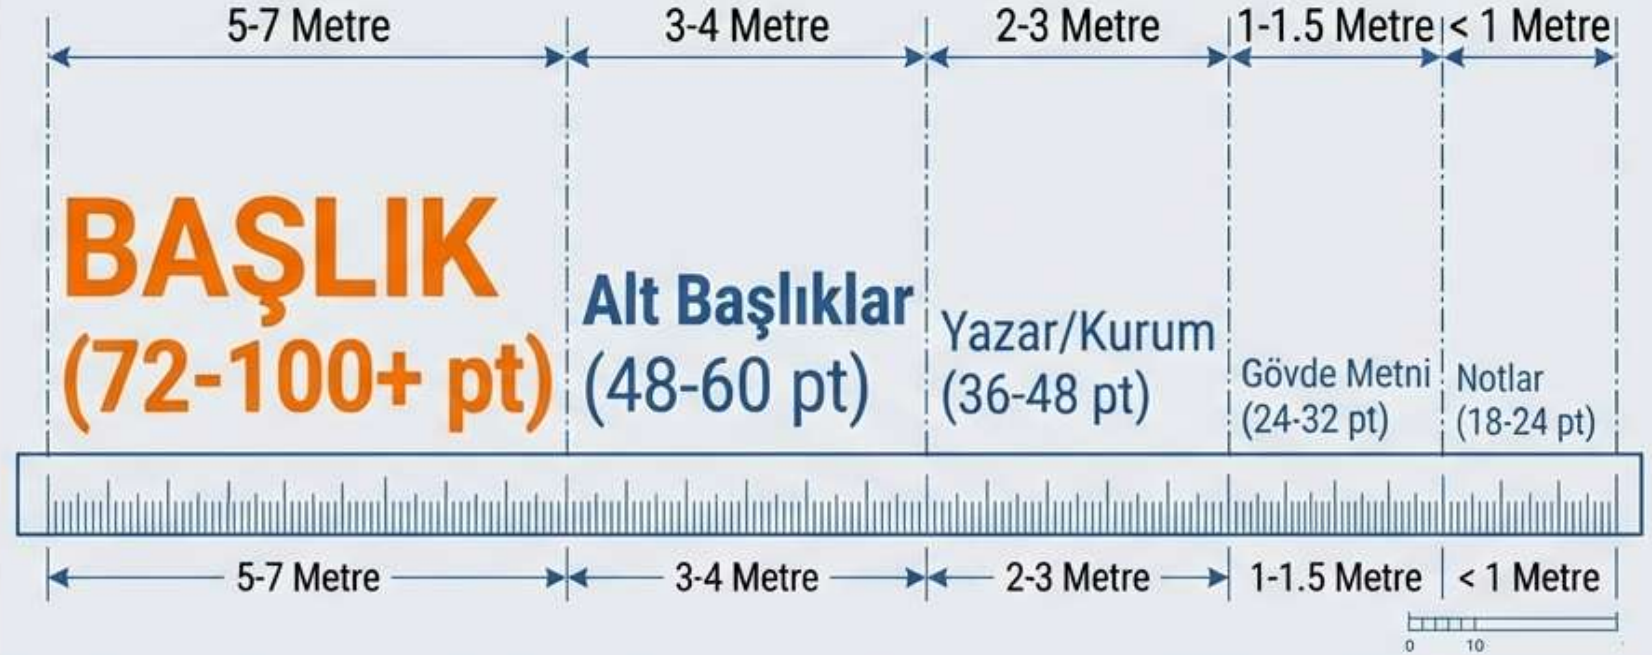 5-7 Metre
3-4 Metre
2-3 Metre
1-1.5 Metre
< 1 Metre
BAŞLIK
(72-100+ pt)
Alt Başlıklar
(48-60 pt)
Yazar/Kurum
(36-48 pt)
Gövde Metni
(24-32 pt)
Notlar
(18-24 pt)
5-7 Metre
3-4 Metre
2-3 Metre
1-1.5 Metre
< 1 Metre
0
10